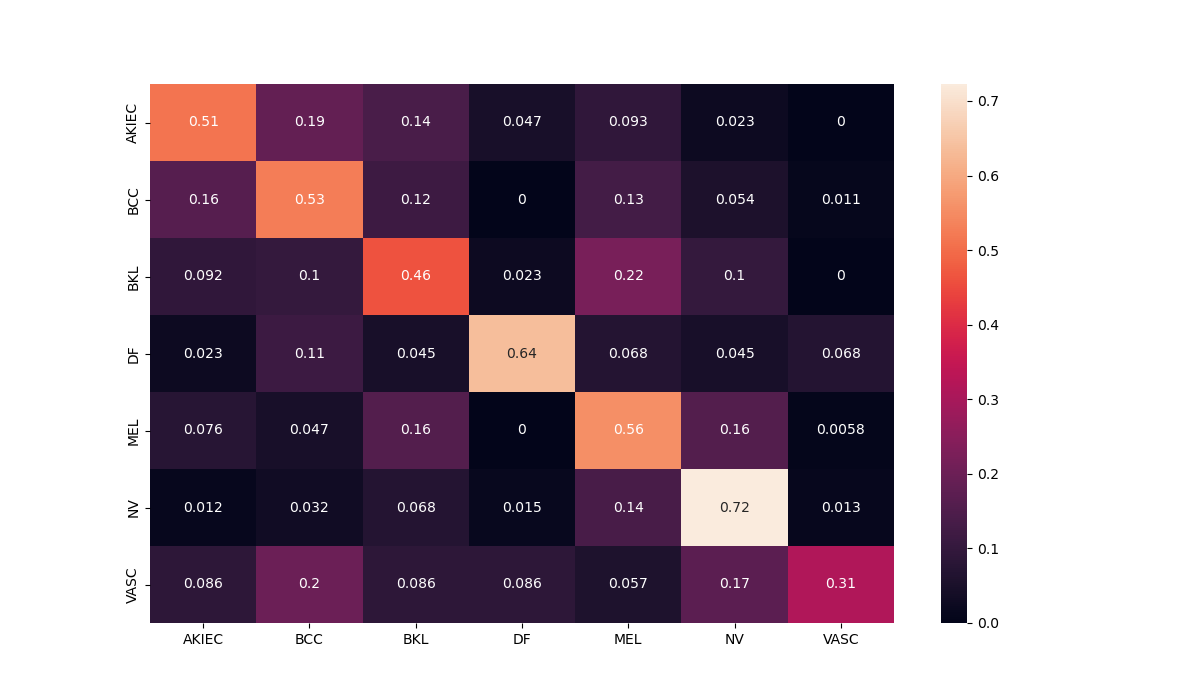 AKIEC 0.51 0.19 0.14 0.047 0.093 0.023 0
BCC 0.16 0.53 0.12 0 0.13 0.054 0.011
BKL 0.092 0.1 0.46 0.023 0.22 0.1 0
DF 0.023 0.11 0.045 0.64 0.068 0.045 0.068
MEL 0.076 0.047 0.16 0 0.56 0.16 0.0058
NV 0.012 0.032 0.068 0.015 0.14 0.72 0.013
VASC 0.086 0.2 0.086 0.086 0.057 0.17 0.31
AKIEC BCC BKL DF MEL NV VASC
0.7
0.6
0.5
0.4
0.3
0.2
0.1
0.0